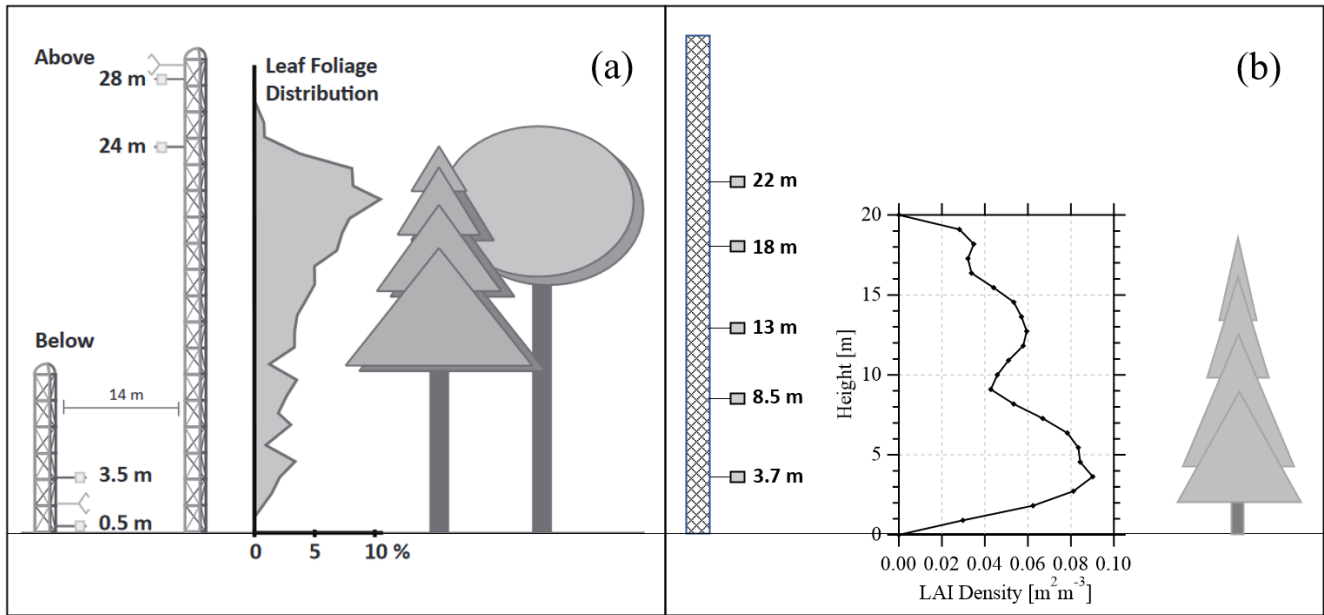 Above
28 m
24 m
Below
14 m
3.5 m
0.5 m
Leaf Foliage
Distribution
(a)
0 5 10 %
(b)
22 m
18 m
13 m
8.5 m
3.7 m
Height [m]
20
15
10
5
0
0.00 0.02 0.04 0.06 0.08 0.10
LAI Density [m²m⁻³]